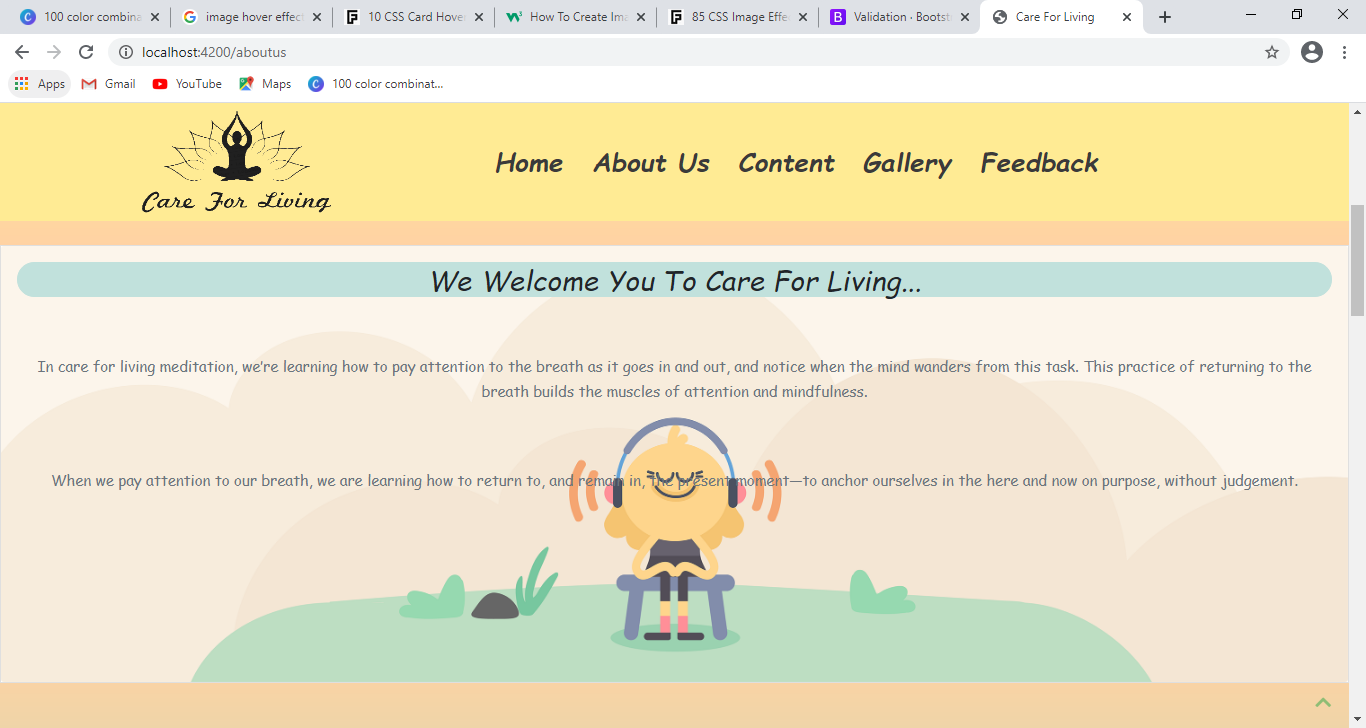 100 color combina
image hover effec
10 CSS Card Hover
How To Create Ima
85 CSS Image Effe
Validation · Boots
Care For Living
localhost:4200/aboutus
Apps Gmail YouTube Maps 100 color combinat...
Care For Living
Home About Us Content Gallery Feedback
We Welcome You To Care For Living...
In care for living meditation, we're learning how to pay attention to the breath as it goes in and out, and notice when the mind wanders from this task. This practice of returning to the
breath builds the muscles of attention and mindfulness.
When we pay attention to our breath, we are learning how to return to, and remain in, the present moment—to anchor ourselves in the here and now on purpose, without judgement.